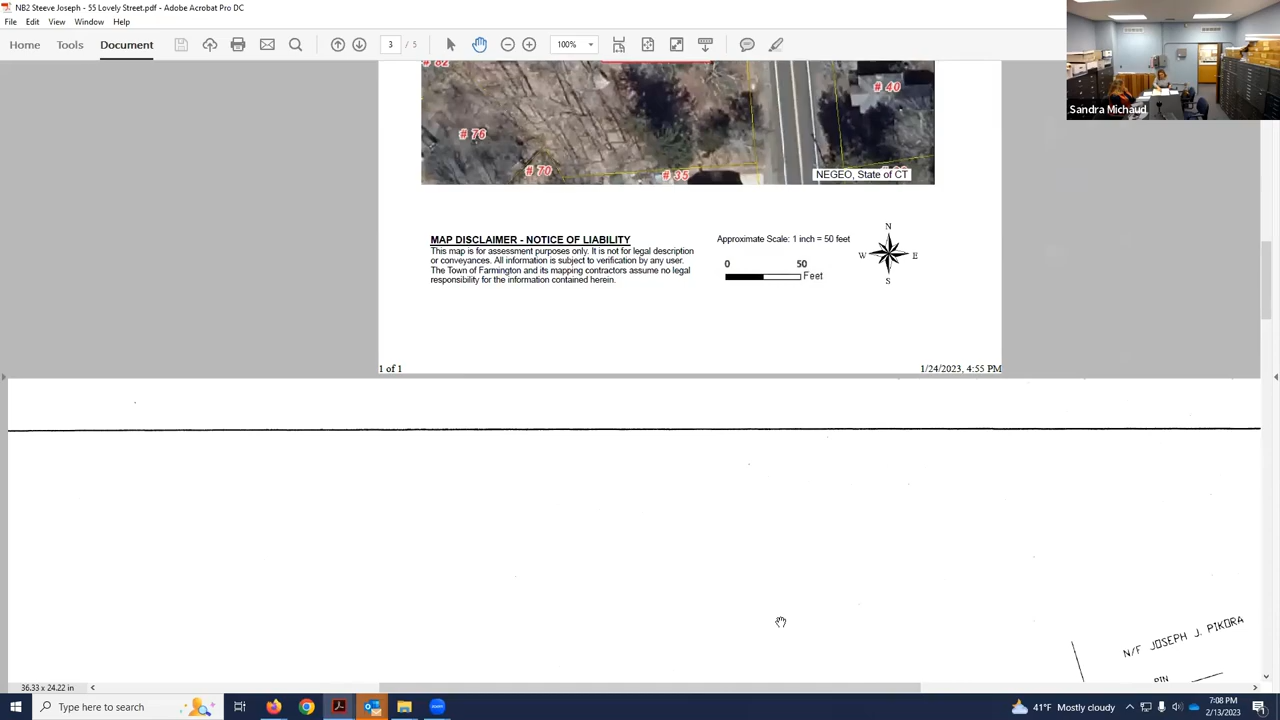 NB2 Steeve Joseph - 55 Lovely Street.pdf - Adobe Acrobat Pro DC
File Edit View Window Help
Home Tools Document 3 / 5 100%
Sandra Michaud
# 82
# 40
# 76
# 70
# 35
NEGEO, State of CT
MAP DISCLAIMER - NOTICE OF LIABILITY
This map is for assessment purposes only. It is not for legal description
or conveyances. All information is subject to verification by any user.
The Town of Farmington and its mapping contractors assume no legal
responsibility for the information contained herein.
Approximate Scale: 1 inch = 50 feet
0 50
Feet
N
W E
S
1 of 1 1/24/2023, 4:55 PM
N/F JOSEPH J. PIKORA
PIN
36.33 x 24.22 in
Type here to search
41°F Mostly cloudy
7:08 PM
2/13/2023